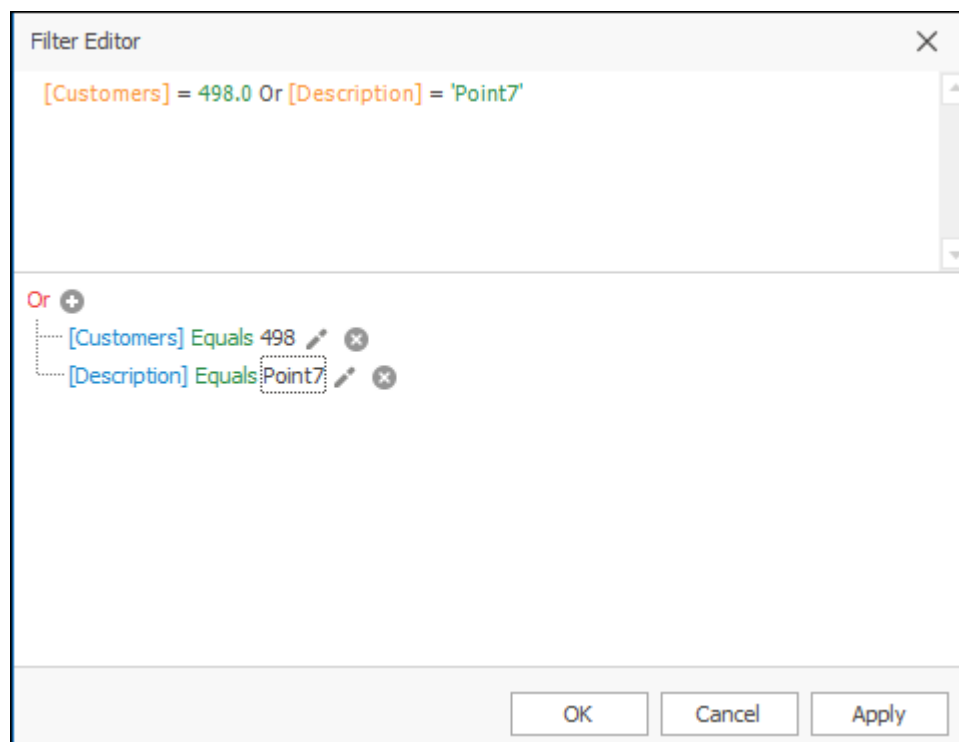 Filter Editor
[Customers] = 498.0 Or [Description] = 'Point7'
Or
[Customers] Equals 498
[Description] Equals Point7
OK Cancel Apply